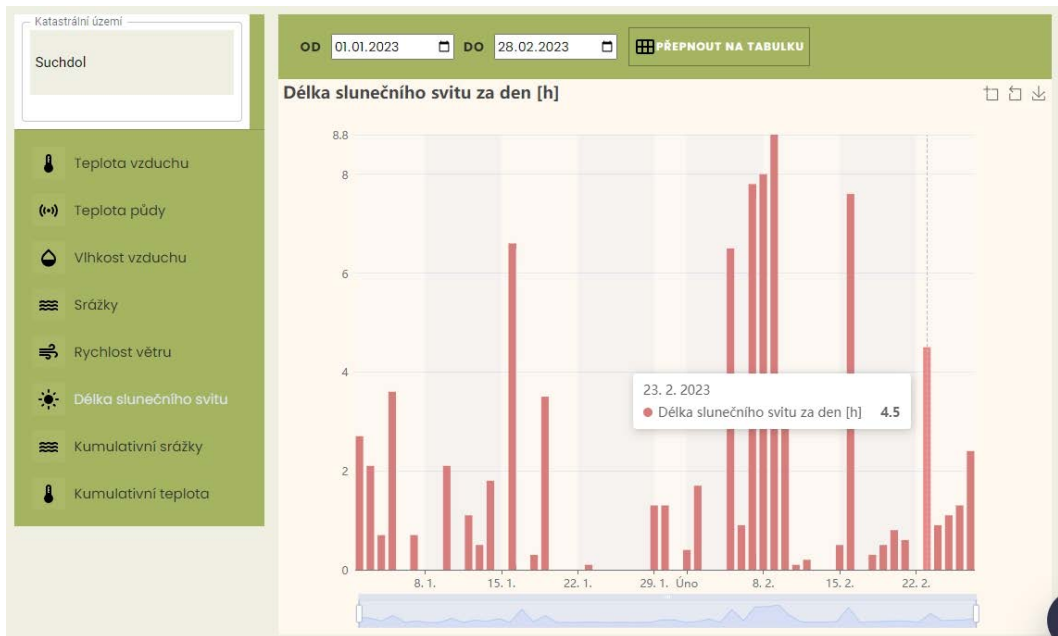 Katastrální území
Suchdol
Teplota vzduchu
Teplota půdy
Vlhkost vzduchu
Srážky
Rychlost větru
Délka slunečního svitu
Kumulativní srážky
Kumulativní teplota
OD 01.01.2023 DO 28.02.2023 PŘEPNOUT NA TABULKU
Délka slunečního svitu za den [h]
8.8
8
6
4
2
0
23. 2. 2023
Délka slunečního svitu za den [h] 4.5
8. 1. 15. 1. 22. 1. 29. 1. Úno 8. 2. 15. 2. 22. 2.